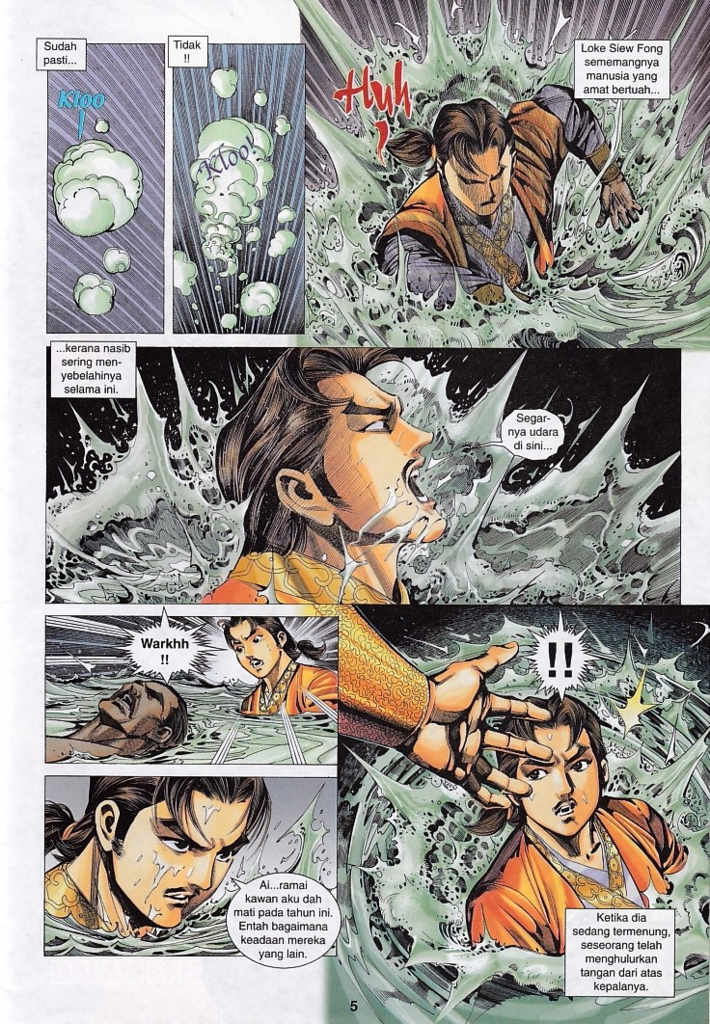 Sudah
pasti...
Kloo
Tidak
!!
Kloo!
Huh
!
Loke Siew Fong
sememangnya
manusia yang
amat bertuah...
...kerana nasib
sering men-
yebelahinya
selama ini.
Segar-
nya udara
di sini...
Warkhh
!!
Ai...ramai
kawan aku dah
mati pada tahun ini.
Entah bagaimana
keadaan mereka
yang lain.
!!
Ketika dia
sedang termenung,
seseorang telah
menghulurkan
tangan dari atas
kepalanya.
5